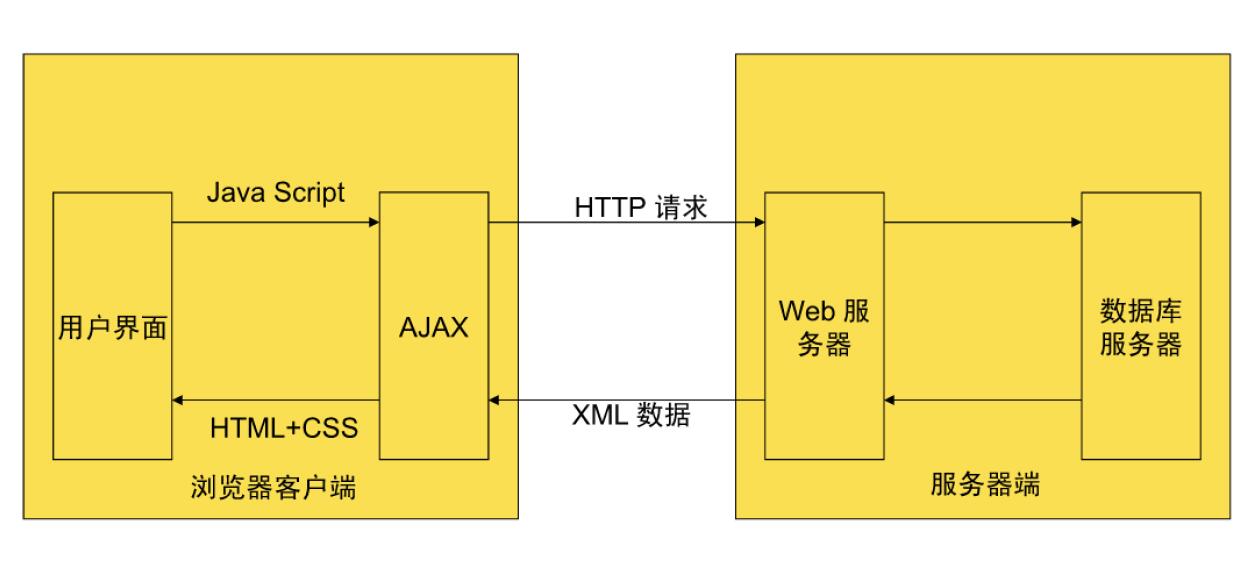 Java Script
HTTP 请求
用户界面
AJAX
Web 服
务器
数据库
服务器
HTML+CSS
XML 数据
浏览器客户端
服务器端